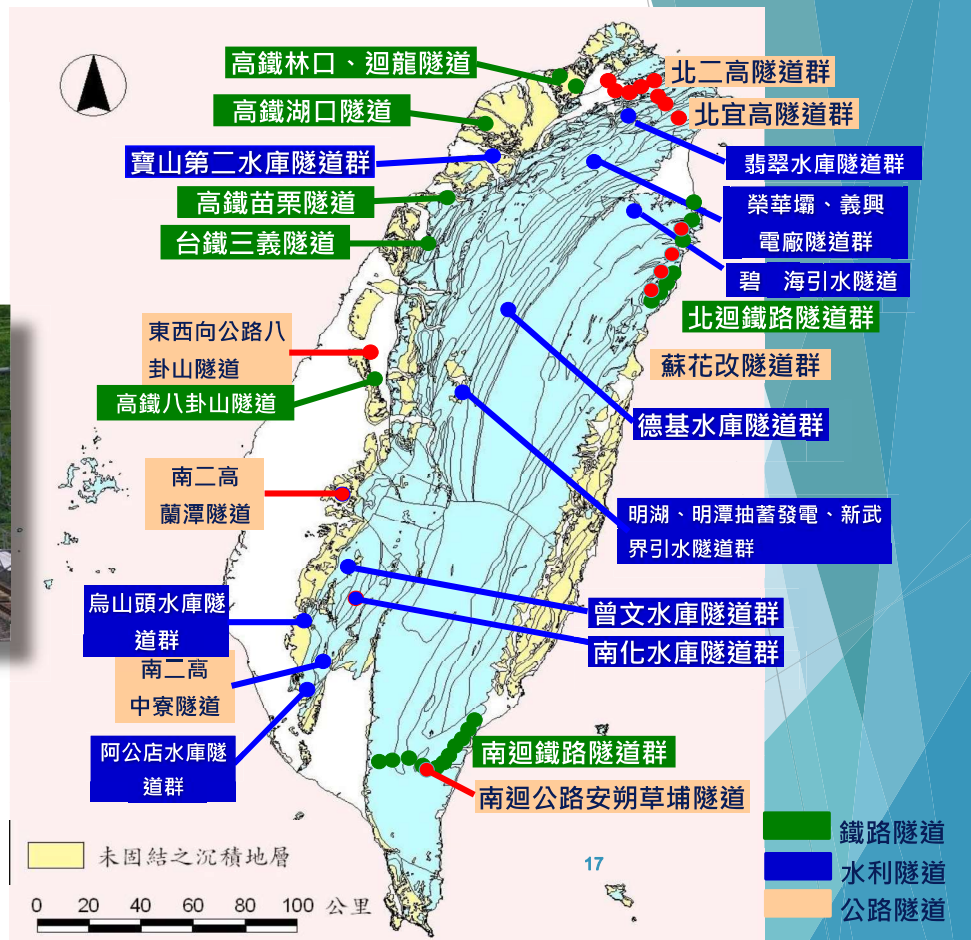 高鐵林口、迴龍隧道
北二高隧道群
高鐵湖口隧道
北宜高隧道群
寶山第二水庫隧道群
翡翠水庫隧道群
高鐵苗栗隧道
榮華壩、義興
電廠隧道群
台鐵三義隧道
碧　海引水隧道
北迴鐵路隧道群
東西向公路八
卦山隧道
蘇花改隧道群
高鐵八卦山隧道
德基水庫隧道群
南二高
蘭潭隧道
明湖、明潭抽蓄發電、新武
界引水隧道群
烏山頭水庫隧
道群
曾文水庫隧道群
南化水庫隧道群
南二高
中寮隧道
阿公店水庫隧
道群
南迴鐵路隧道群
南迴公路安朔草埔隧道
鐵路隧道
水利隧道
公路隧道
未固結之沉積地層
17
0 20 40 60 80 100 公里